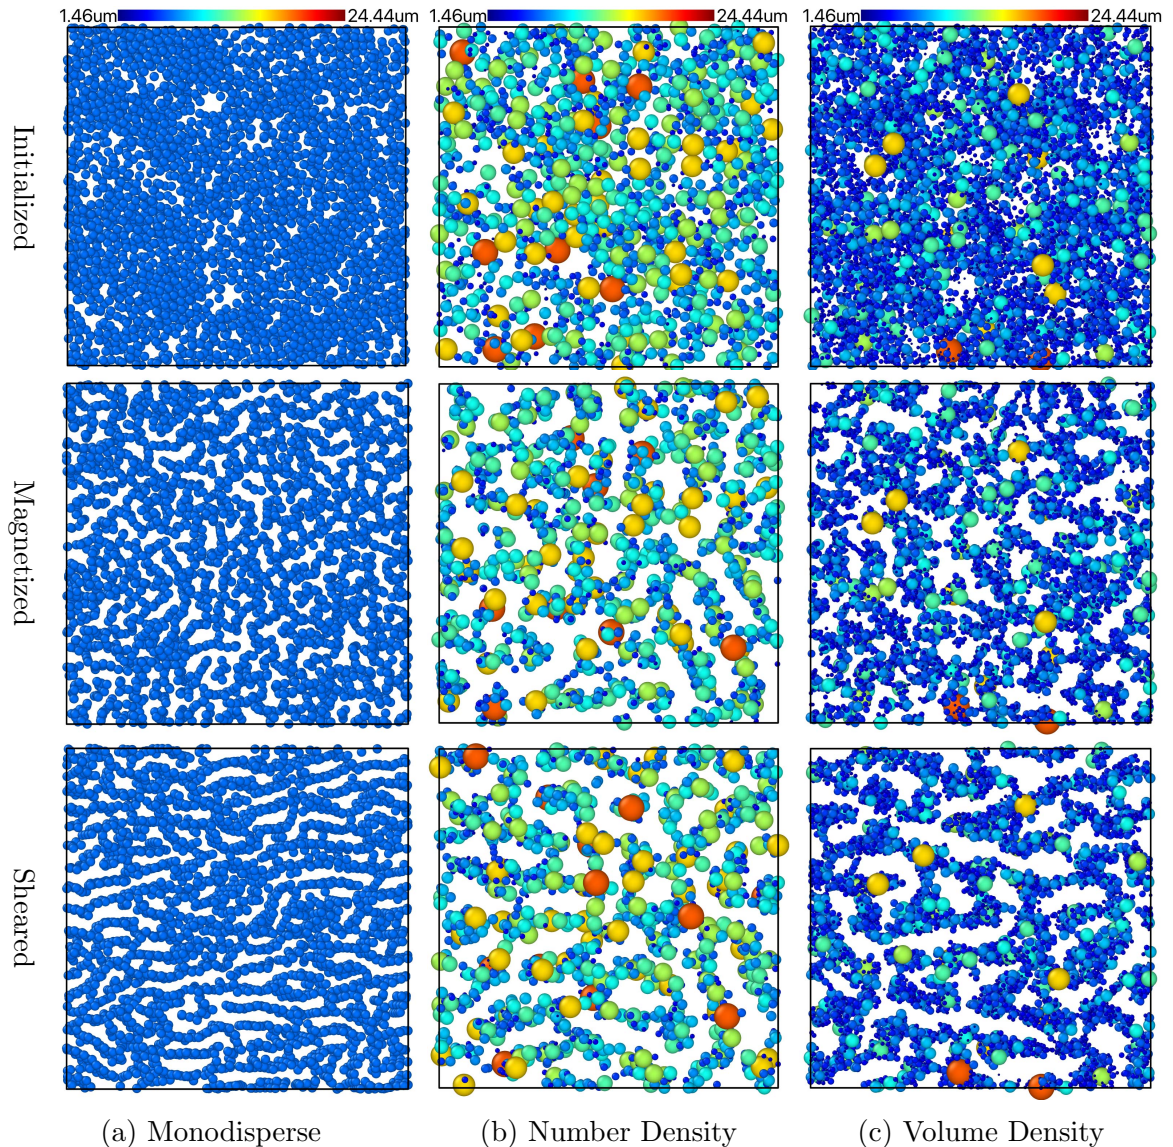 1.46um 24.44um 1.46um 24.44um 1.46um 24.44um
Initialized
Magnetized
Sheared
(a) Monodisperse (b) Number Density (c) Volume Density